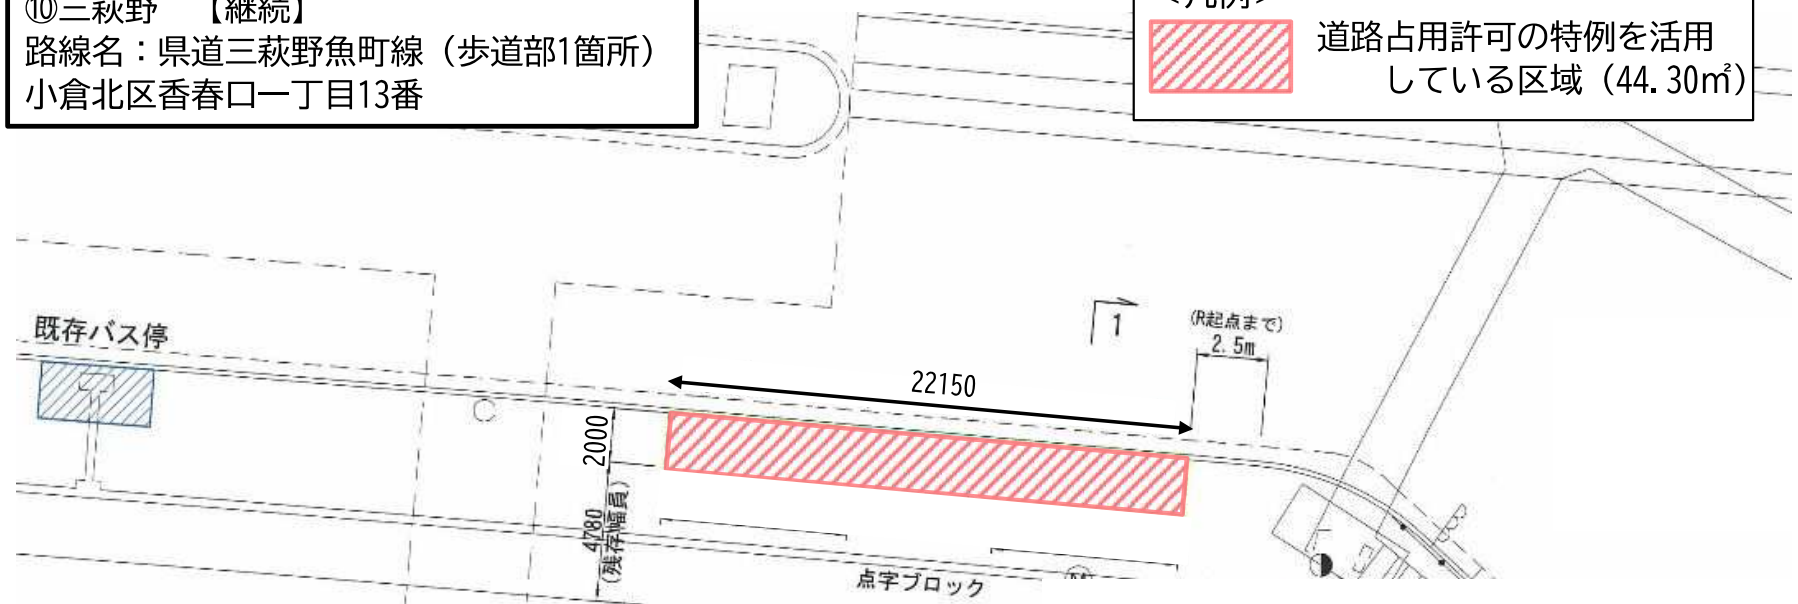 ⑩三萩野 【継続】
路線名：県道三萩野魚町線（歩道部1箇所）
小倉北区香春口一丁目13番
<凡例>
道路占用許可の特例を活用
している区域（44.30㎡）
既存バス停
1
(R起点まで)
2.5m
22150
2000
4780
(残存幅員)
点字ブロック